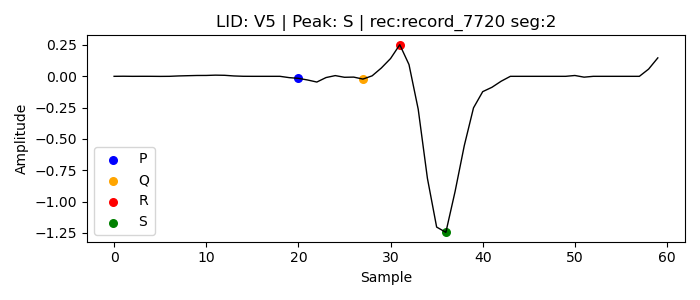 LID: V5 | Peak: S | rec:record_7720 seg:2
Amplitude
0.25
0.00
−0.25
−0.50
−0.75
−1.00
−1.25
P
Q
R
S
0 10 20 30 40 50 60
Sample